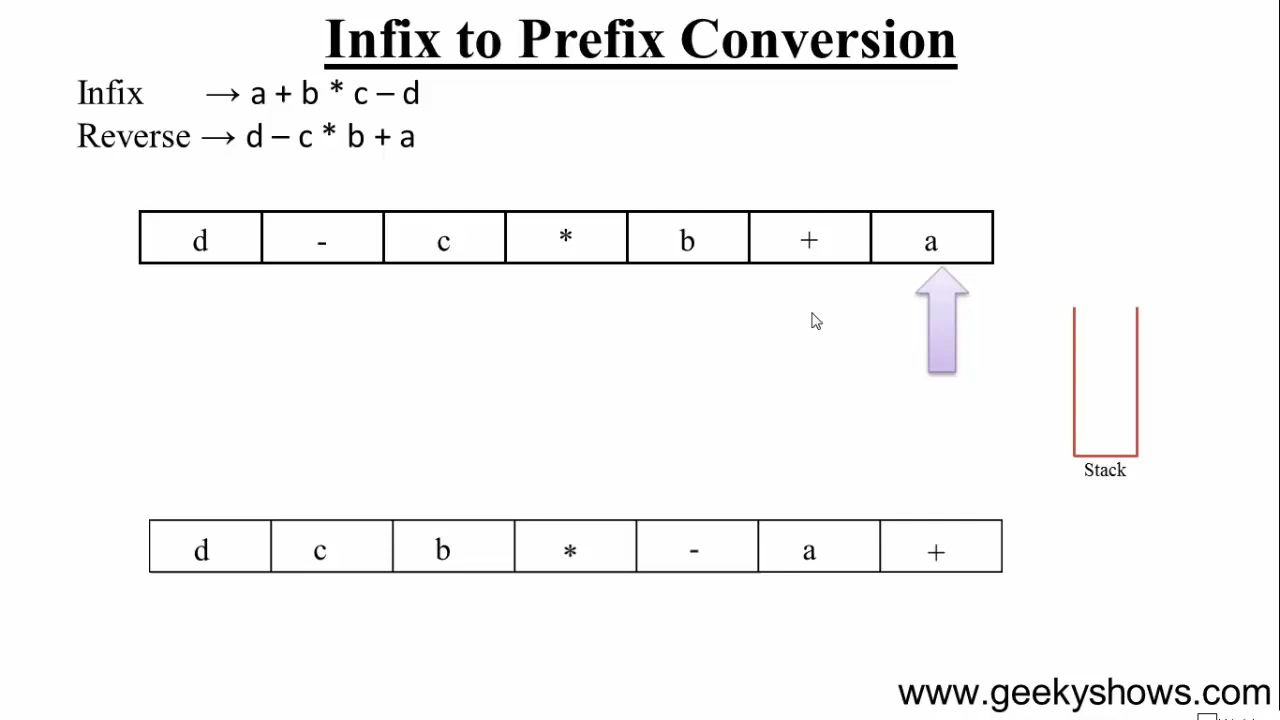 Infix to Prefix Conversion
Infix → a + b * c – d
Reverse → d – c * b + a
d - c * b + a
Stack
d c b * - a +
www.geekyshows.com